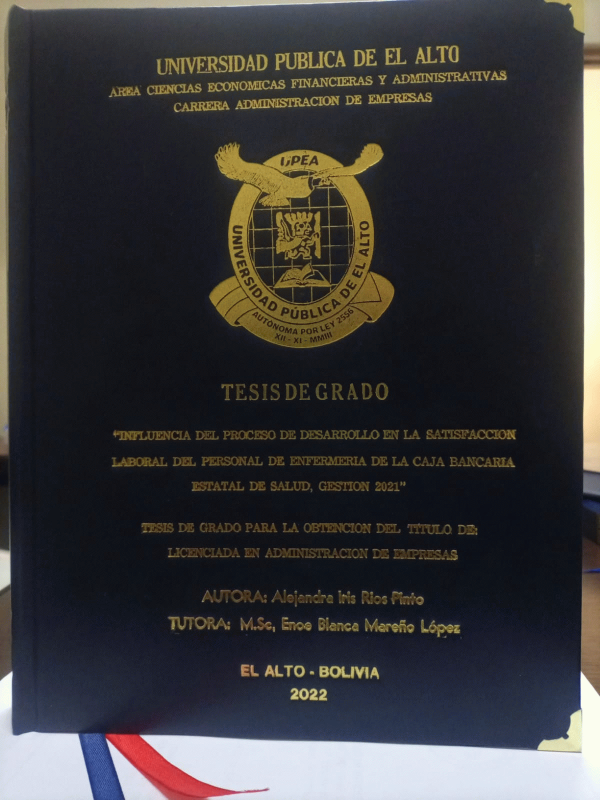 UNIVERSIDAD PUBLICA DE EL ALTO
AREA CIENCIAS ECONOMICAS FINANCIERAS Y ADMINISTRATIVAS
CARRERA ADMINISTRACION DE EMPRESAS
UPEA
UNIVERSIDAD PÚBLICA DE EL ALTO
AUTÓNOMA POR LEY 2556
XII - XI - MMIII
TESIS DE GRADO
"INFLUENCIA DEL PROCESO DE DESARROLLO EN LA SATISFACCION
LABORAL DEL PERSONAL DE ENFERMERIA DE LA CAJA BANCARIA
ESTATAL DE SALUD, GESTION 2021"
TESIS DE GRADO PARA LA OBTENCION DEL TÍTULO DE:
LICENCIADA EN ADMINISTRACION DE EMPRESAS
AUTORA: Alejandra Iris Rios Pinto
TUTORA: M.Sc, Enoe Blanca Mareño López
EL ALTO - BOLIVIA
2022